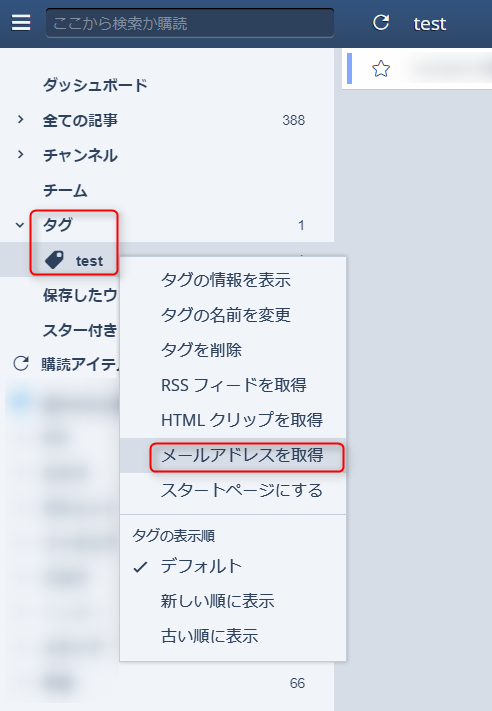 ここから検索か購読
test
ダッシュボード
全ての記事 388
チャンネル
チーム
タグ 1
test
保存したウ
スター付き
購読アイテ
タグの情報を表示
タグの名前を変更
タグを削除
RSS フィードを取得
HTML クリップを取得
メールアドレスを取得
スタートページにする
タグの表示順
デフォルト
新しい順に表示
古い順に表示
66